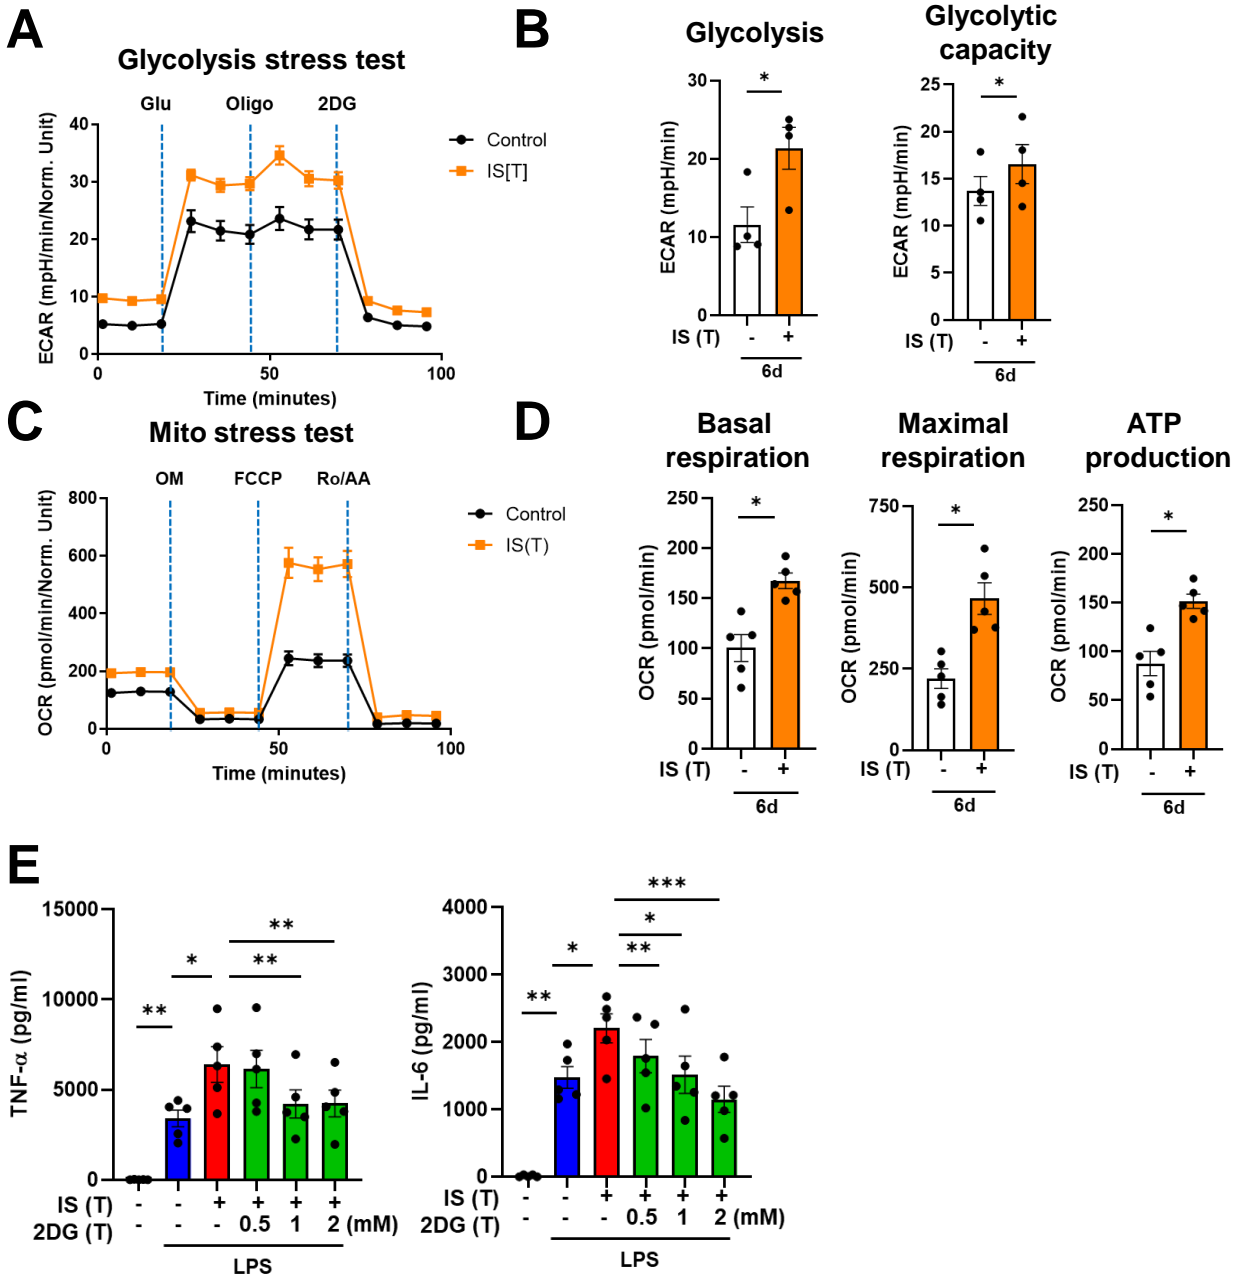 A
Glycolysis stress test
Glu Oligo 2DG
40
30
20
10
0
ECAR (mpH/min/Norm. Unit)
0 50 100
Time (minutes)
Control
IS[T]
B
Glycolysis
30
20
10
0
ECAR (mpH/min)
*
IS (T) - +
6d
Glycolytic
capacity
25
20
15
10
5
0
ECAR (mpH/min)
*
IS (T) - +
6d
C
Mito stress test
OM FCCP Ro/AA
800
600
400
200
0
OCR (pmol/min/Norm. Unit)
0 50 100
Time (minutes)
Control
IS(T)
D
Basal
respiration
250
200
150
100
50
0
OCR (pmol/min)
*
IS (T) - +
6d
Maximal
respiration
750
500
250
0
OCR (pmol/min)
*
IS (T) - +
6d
ATP
production
250
200
150
100
50
0
OCR (pmol/min)
*
IS (T) - +
6d
E
15000
10000
5000
0
TNF-α (pg/ml)
**
*
**
**
IS (T) - - + + + +
2DG (T) - - - 0.5 1 2 (mM)
LPS
4000
3000
2000
1000
0
IL-6 (pg/ml)
***
*
**
*
**
IS (T) - - + + + +
2DG (T) - - - 0.5 1 2 (mM)
LPS